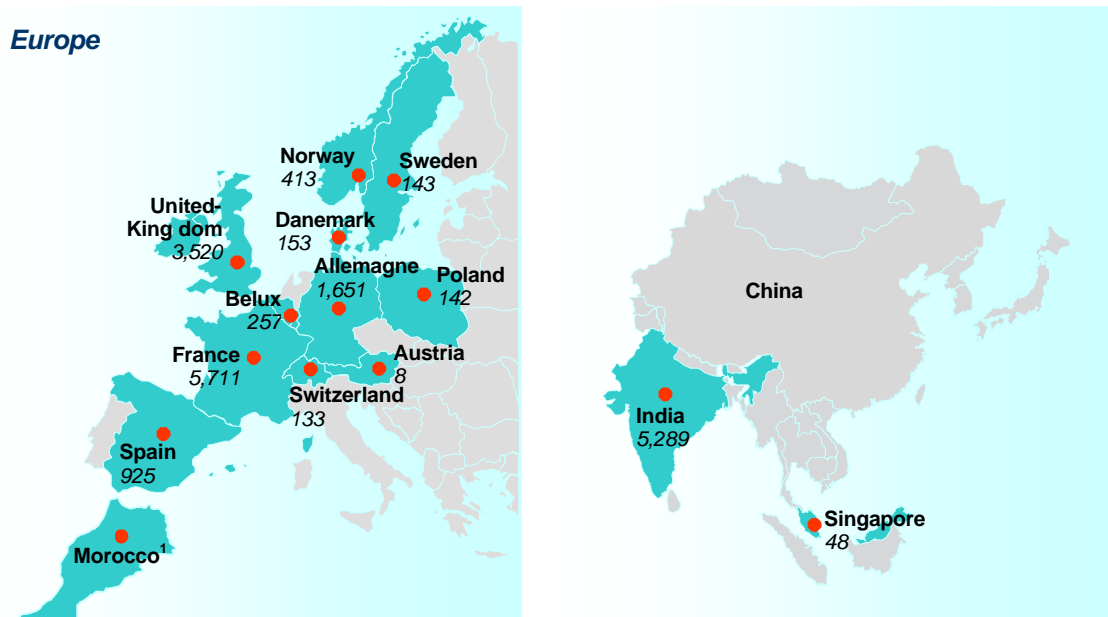 Europe
Norway
413
Sweden
143
United-
King dom
3,520
Danemark
153
Allemagne
1,651
Poland
142
Belux
257
France
5,711
Austria
8
Switzerland
133
Spain
925
Morocco1
China
India
5,289
Singapore
48